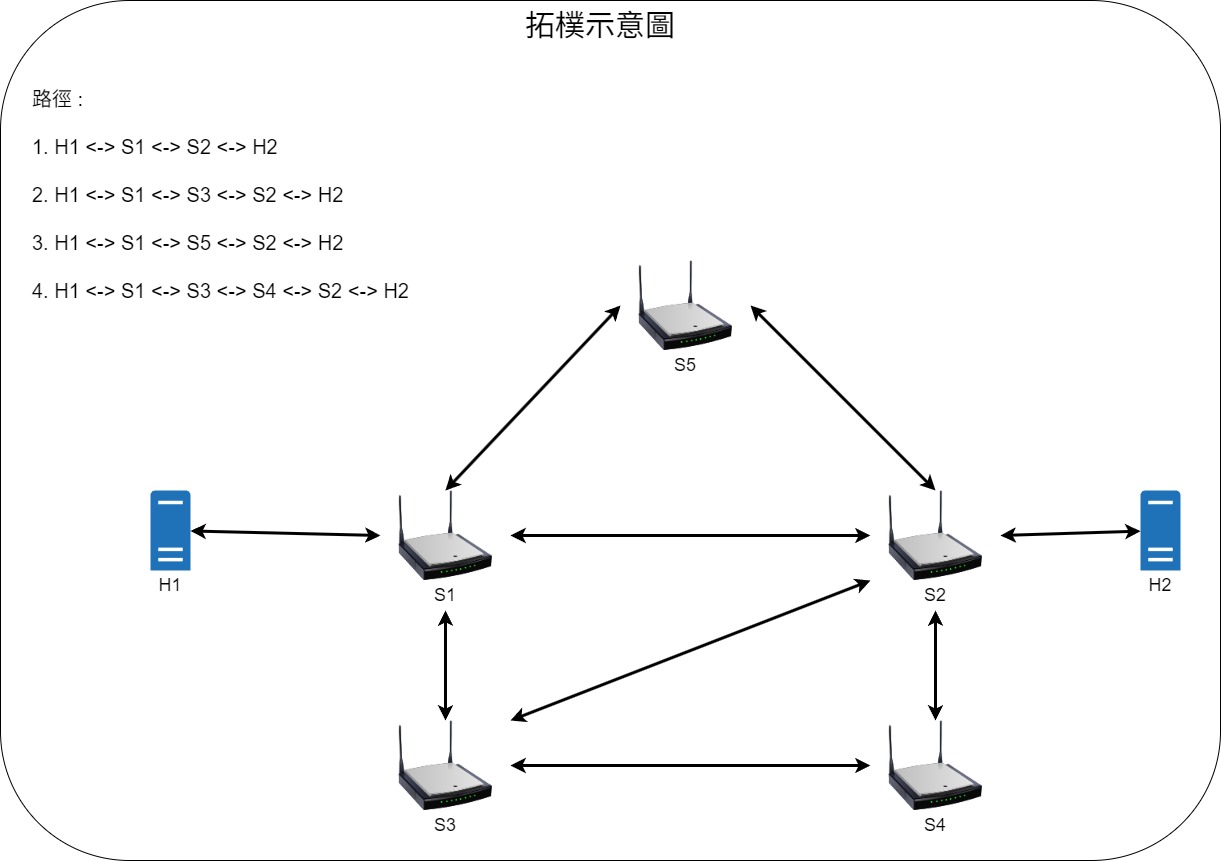 拓樸示意圖
路徑 :
1. H1 <-> S1 <-> S2 <-> H2
2. H1 <-> S1 <-> S3 <-> S2 <-> H2
3. H1 <-> S1 <-> S5 <-> S2 <-> H2
4. H1 <-> S1 <-> S3 <-> S4 <-> S2 <-> H2
S5
H1
S1
S2
H2
S3
S4